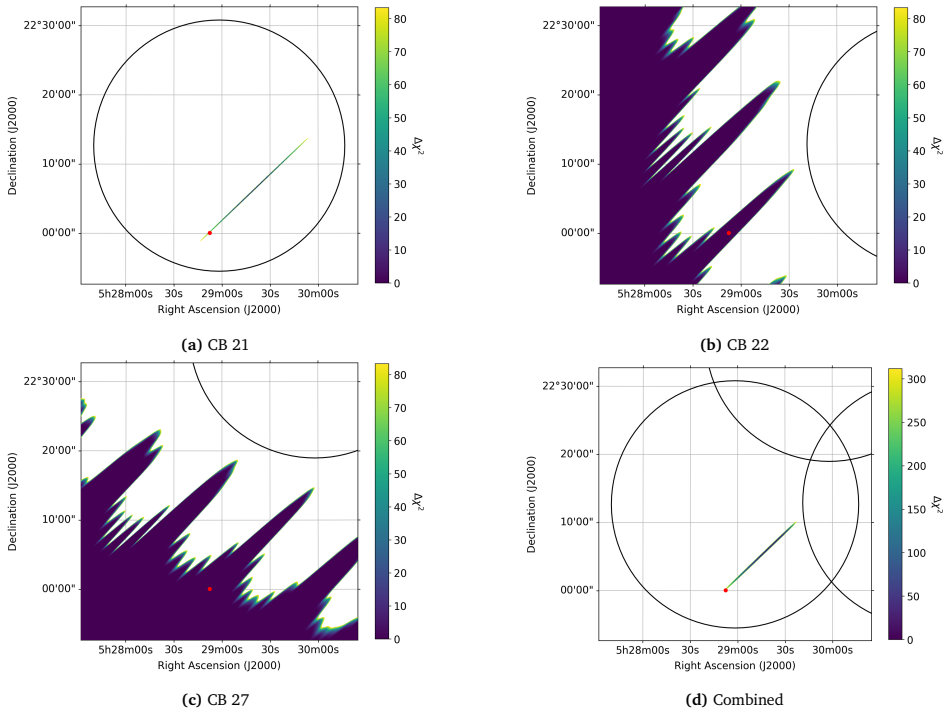 22°30'00"
20'00"
10'00"
00'00"
5h28m00s 30s 29m00s 30s 30m00s
Right Ascension (J2000)
Declination (J2000)
80
70
60
50
40
30
20
10
0
Δχ²
(a) CB 21
22°30'00"
20'00"
10'00"
00'00"
5h28m00s 30s 29m00s 30s 30m00s
Right Ascension (J2000)
Declination (J2000)
80
70
60
50
40
30
20
10
0
Δχ²
(b) CB 22
22°30'00"
20'00"
10'00"
00'00"
5h28m00s 30s 29m00s 30s 30m00s
Right Ascension (J2000)
Declination (J2000)
80
70
60
50
40
30
20
10
0
Δχ²
(c) CB 27
22°30'00"
20'00"
10'00"
00'00"
5h28m00s 30s 29m00s 30s 30m00s
Right Ascension (J2000)
Declination (J2000)
300
250
200
150
100
50
0
Δχ²
(d) Combined